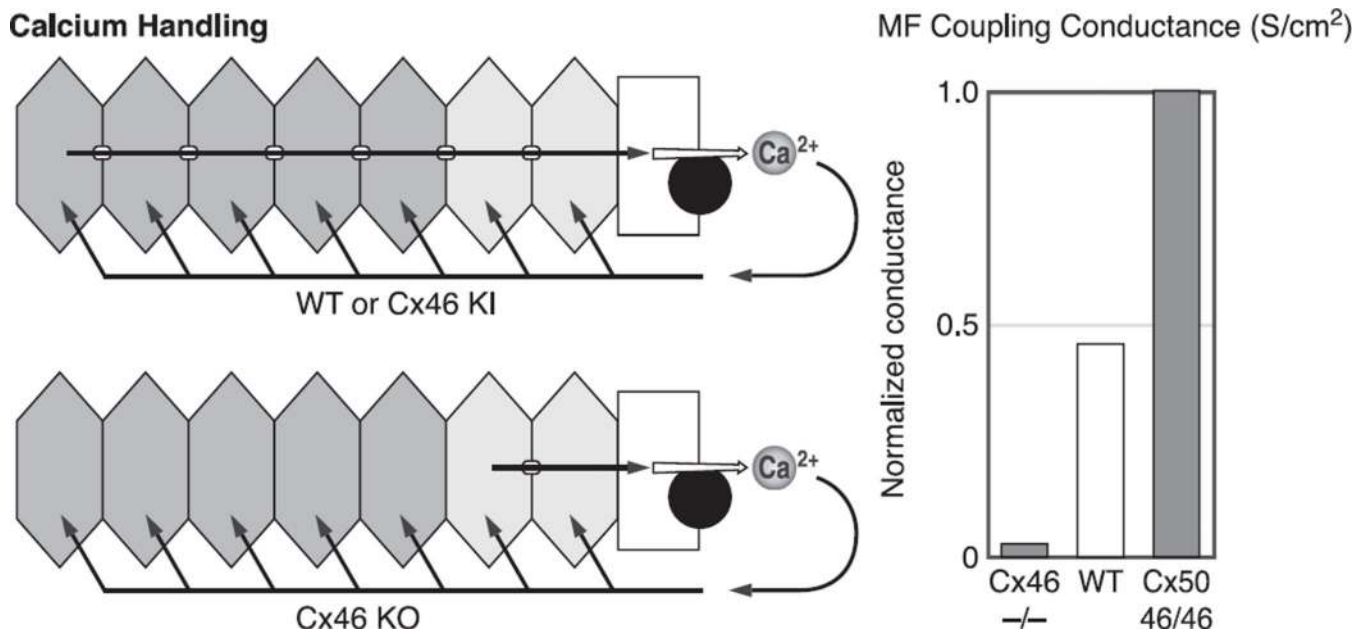 Calcium Handling
Ca2+
WT or Cx46 KI
Ca2+
Cx46 KO
MF Coupling Conductance (S/cm2)
Normalized conductance
1.0
0.5
0
Cx46 WT Cx50
–/– 46/46